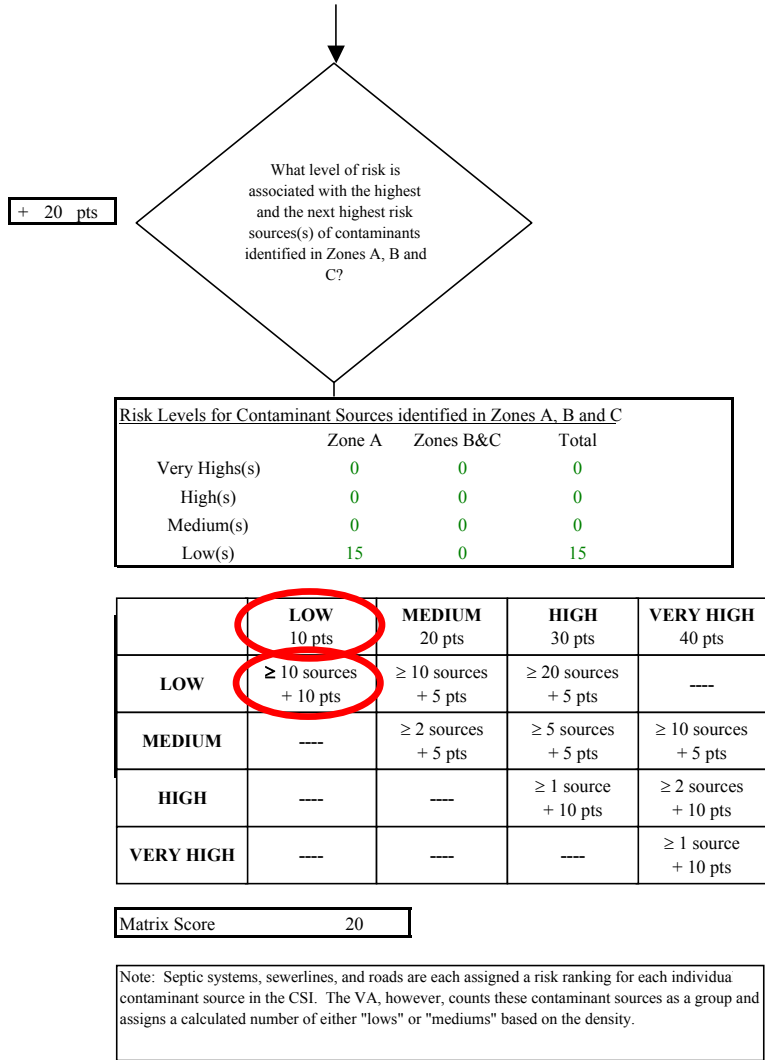 What level of risk is
associated with the highest
and the next highest risk
sources(s) of contaminants
identified in Zones A, B and
C?
+ 20 pts
Risk Levels for Contaminant Sources identified in Zones A, B and C
Zone A Zones B&C Total
Very Highs(s) 0 0 0
High(s) 0 0 0
Medium(s) 0 0 0
Low(s) 15 0 15
LOW MEDIUM HIGH VERY HIGH
10 pts 20 pts 30 pts 40 pts
LOW ≥ 10 sources + 10 pts ≥ 10 sources + 5 pts ≥ 20 sources + 5 pts ----
MEDIUM ---- ≥ 2 sources + 5 pts ≥ 5 sources + 5 pts ≥ 10 sources + 5 pts
HIGH ---- ---- ≥ 1 source + 10 pts ≥ 2 sources + 10 pts
VERY HIGH ---- ---- ---- ≥ 1 source + 10 pts
Matrix Score 20
Note: Septic systems, sewerlines, and roads are each assigned a risk ranking for each individua
contaminant source in the CSI. The VA, however, counts these contaminant sources as a group and
assigns a calculated number of either "lows" or "mediums" based on the density.